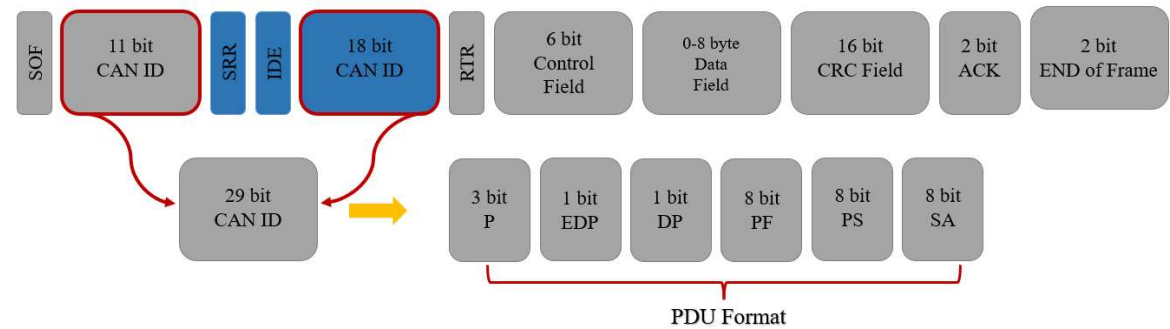 SOF
11 bit
CAN ID
SRR
IDE
18 bit
CAN ID
RTR
6 bit
Control
Field
0-8 byte
Data
Field
16 bit
CRC Field
2 bit
ACK
2 bit
END of Frame
29 bit
CAN ID
3 bit
P
1 bit
EDP
1 bit
DP
8 bit
PF
8 bit
PS
8 bit
SA
PDU Format